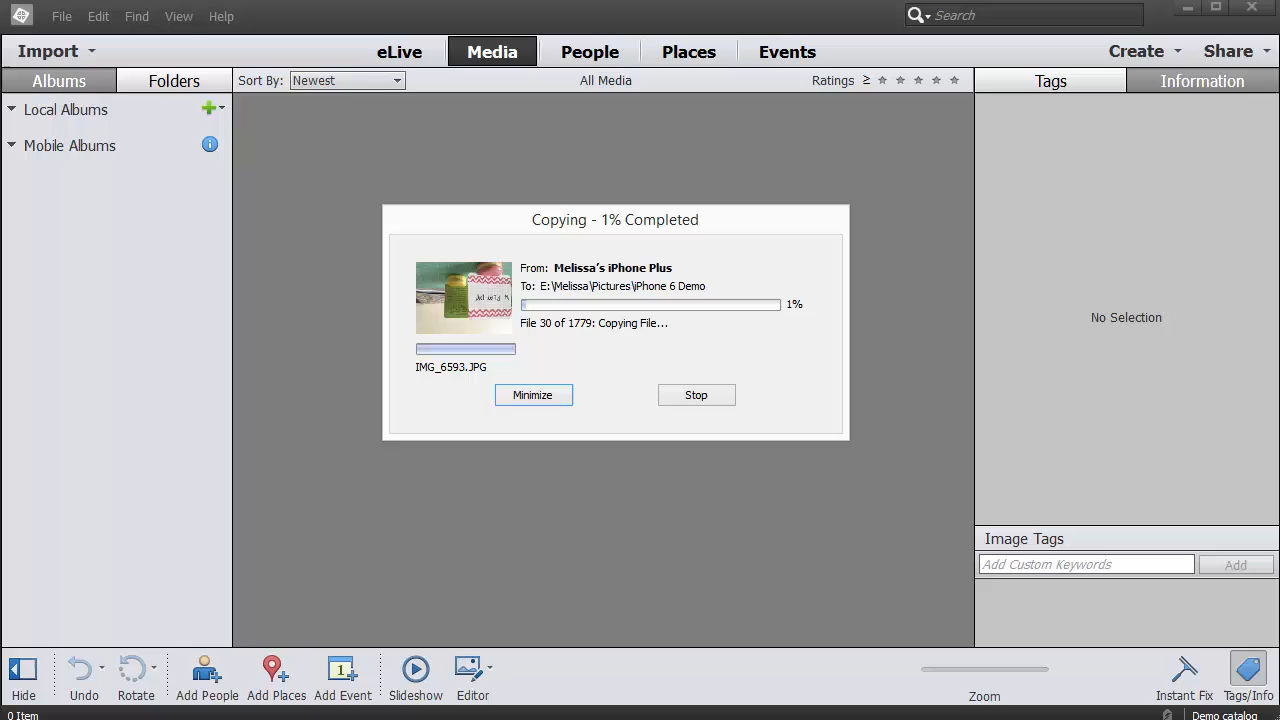 File Edit Find View Help Search
Import eLive Media People Places Events Create Share
Albums Folders Sort By: Newest All Media Ratings ≥ Tags Information
Local Albums
Mobile Albums
Copying - 1% Completed
From: Melissa's iPhone Plus
To: E:\Melissa\Pictures\iPhone 6 Demo
1%
File 30 of 1779: Copying File...
IMG_6593.JPG
Minimize Stop
No Selection
Image Tags
Add Custom Keywords Add
1
Hide Undo Rotate Add People Add Places Add Event Slideshow Editor Zoom Instant Fix Tags/Info
0 Item Demo catalog